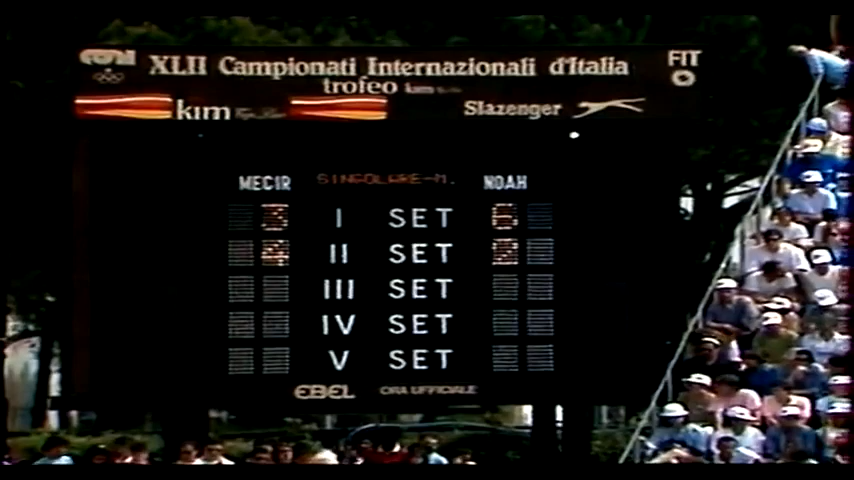 CONI
XLII Campionati Internazionali d'Italia
FIT
trofeo kim
kim Slazenger
MECIR SINGOLARE-M. NOAH
3 I SET 6
4 II SET 2
III SET
IV SET
V SET
EBEL ORA UFFICIALE